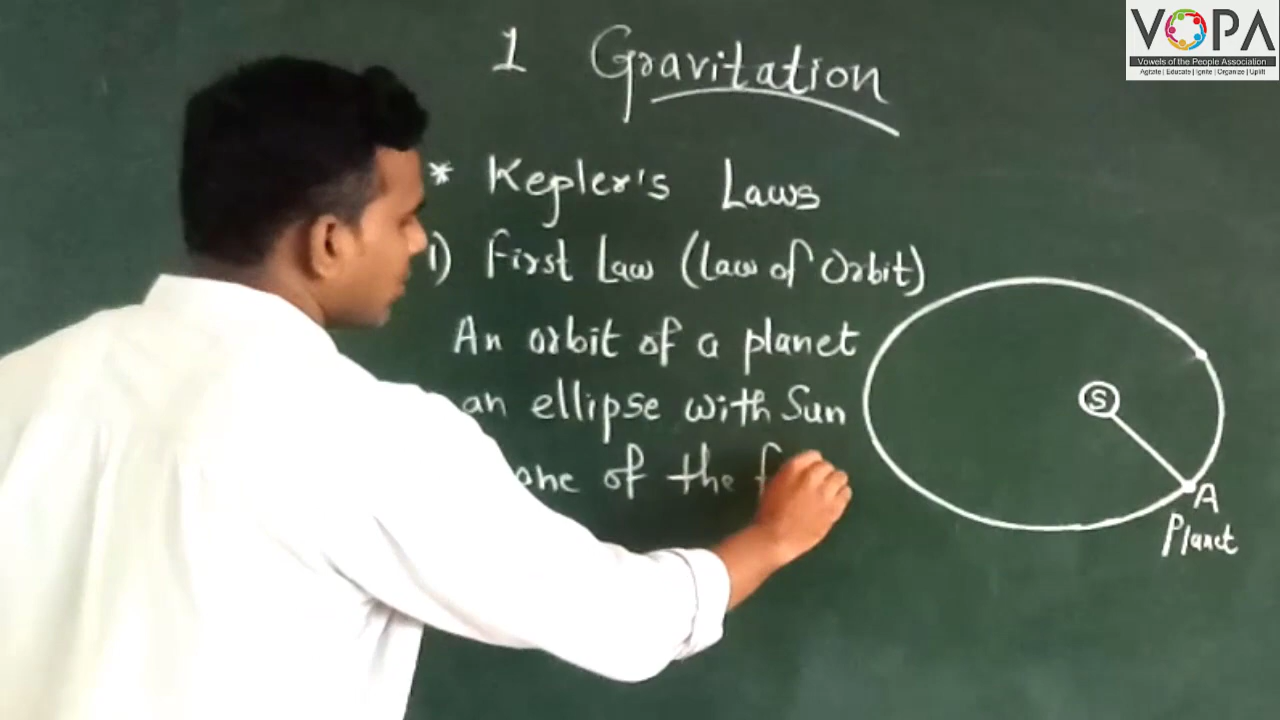 VOPA
Vowels of the People Association
Agitate | Educate | Ignite | Organize | Uplift
1 Gravitation
* Kepler's Laws
1) First Law (Law of Orbit)
An orbit of a planet
an ellipse with Sun
one of the
S
A
Planet